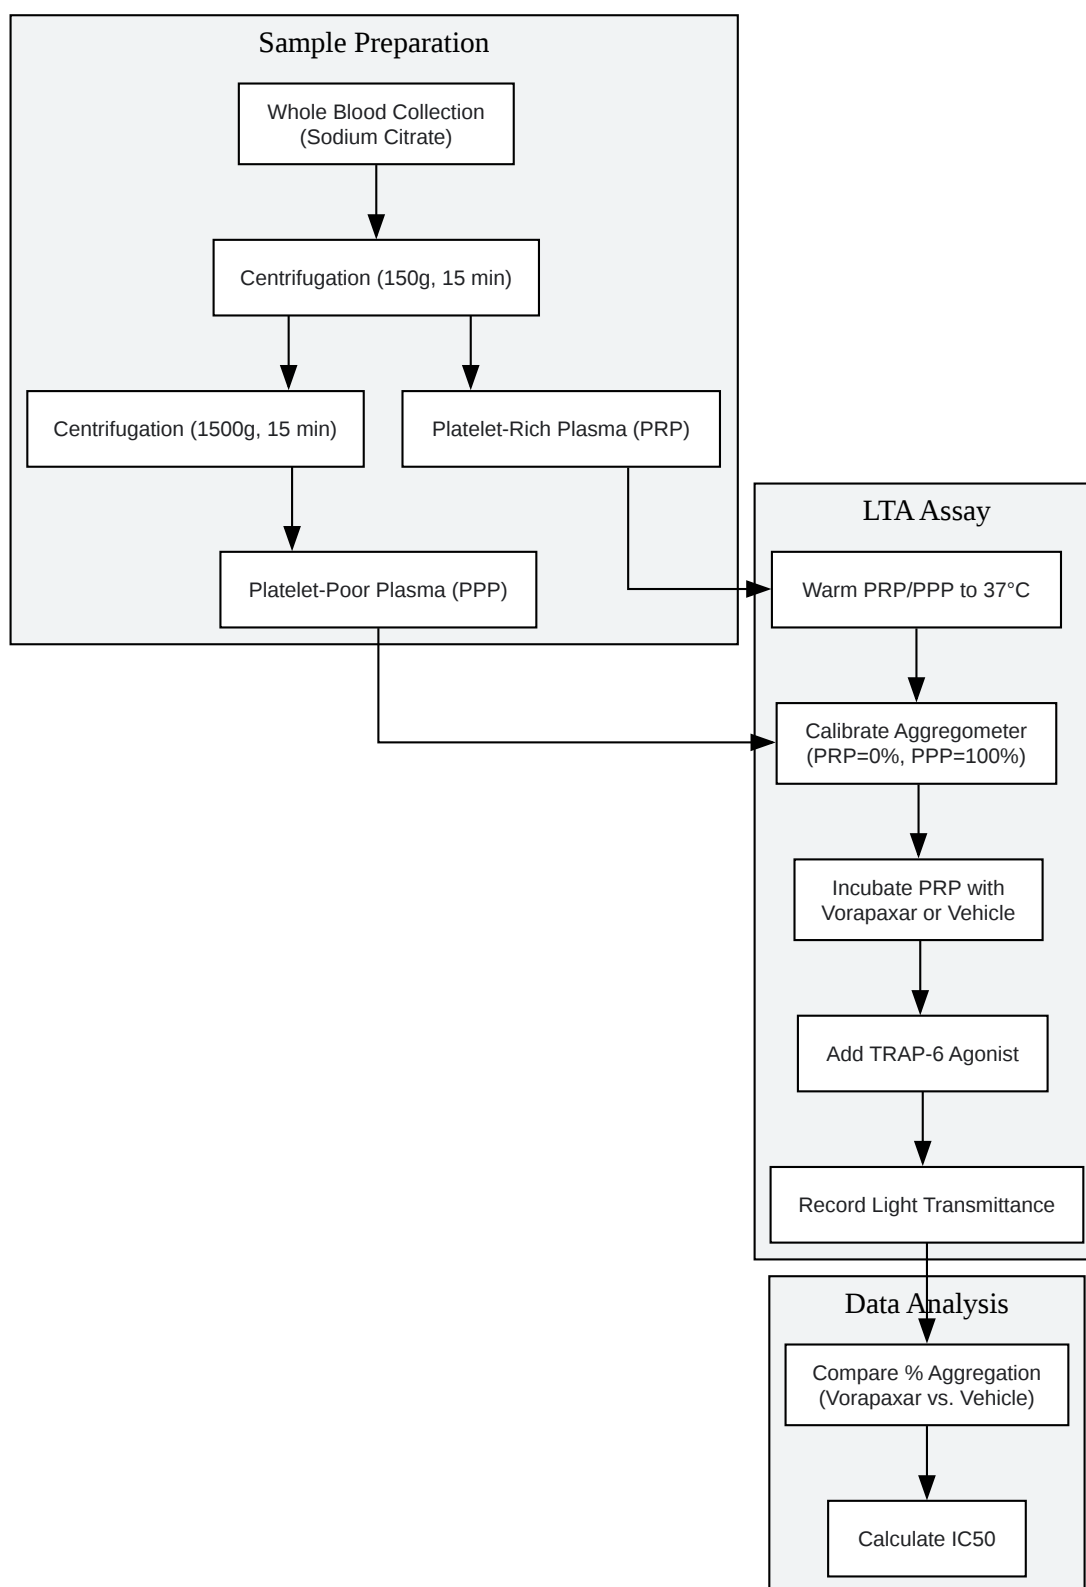 Sample Preparation
Whole Blood Collection
(Sodium Citrate)
Centrifugation (150g, 15 min)
Centrifugation (1500g, 15 min)
Platelet-Rich Plasma (PRP)
Platelet-Poor Plasma (PPP)
LTA Assay
Warm PRP/PPP to 37°C
Calibrate Aggregometer
(PRP=0%, PPP=100%)
Incubate PRP with
Vorapaxar or Vehicle
Add TRAP-6 Agonist
Record Light Transmittance
Data Analysis
Compare % Aggregation
(Vorapaxar vs. Vehicle)
Calculate IC50